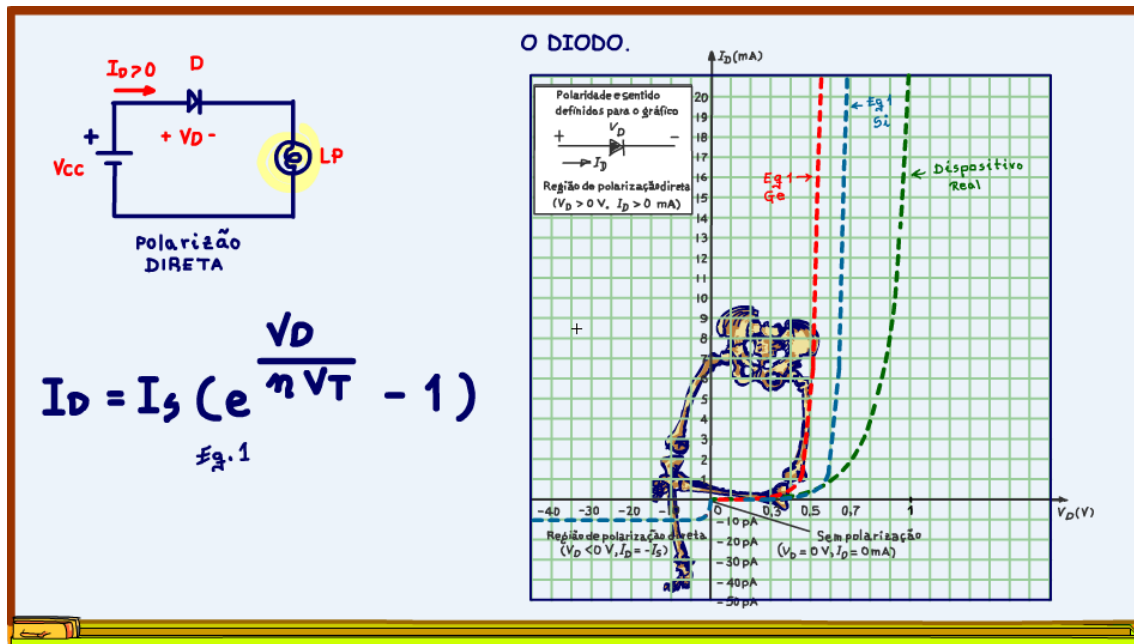 O DIODO.
ID>0
D
+
+ VD -
VCC
LP
Polarizão
DIRETA
ID = IS (e VD/nVT - 1)
Eq.1
ID(mA)
Polaridade e sentido
definidos para o gráfico
VD
+ -
ID
Região de polarização direta
(VD > 0 V, ID > 0 mA)
20
19
18
17
16
15
14
13
12
11
10
9
8
7
6
5
4
3
2
1
Eq1
Si
Eq1
Ge
Dispositivo
Real
-40 -30 -20 0 0,3 0,5 0,7 1
VD(V)
-10 pA
-20 pA
-30 pA
-40 pA
-50 pA
Região de polarização direta
(VD < 0 V, ID = -IS)
Sem polarização
(VD = 0 V, ID = 0 mA)